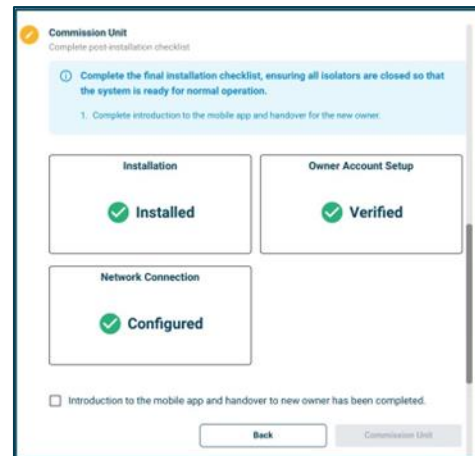 Commission Unit
Complete post-installation checklist
Complete the final installation checklist, ensuring all isolators are closed so that
the system is ready for normal operation.
1. Complete introduction to the mobile app and handover for the new owner.
Installation
Installed
Owner Account Setup
Verified
Network Connection
Configured
Introduction to the mobile app and handover to new owner has been completed.
Back
Commission Unit